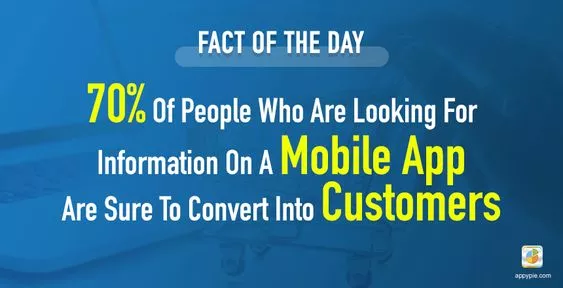 FACT OF THE DAY
70% Of People Who Are Looking For
Information On A Mobile App
Are Sure To Convert Into Customers
appypie.com